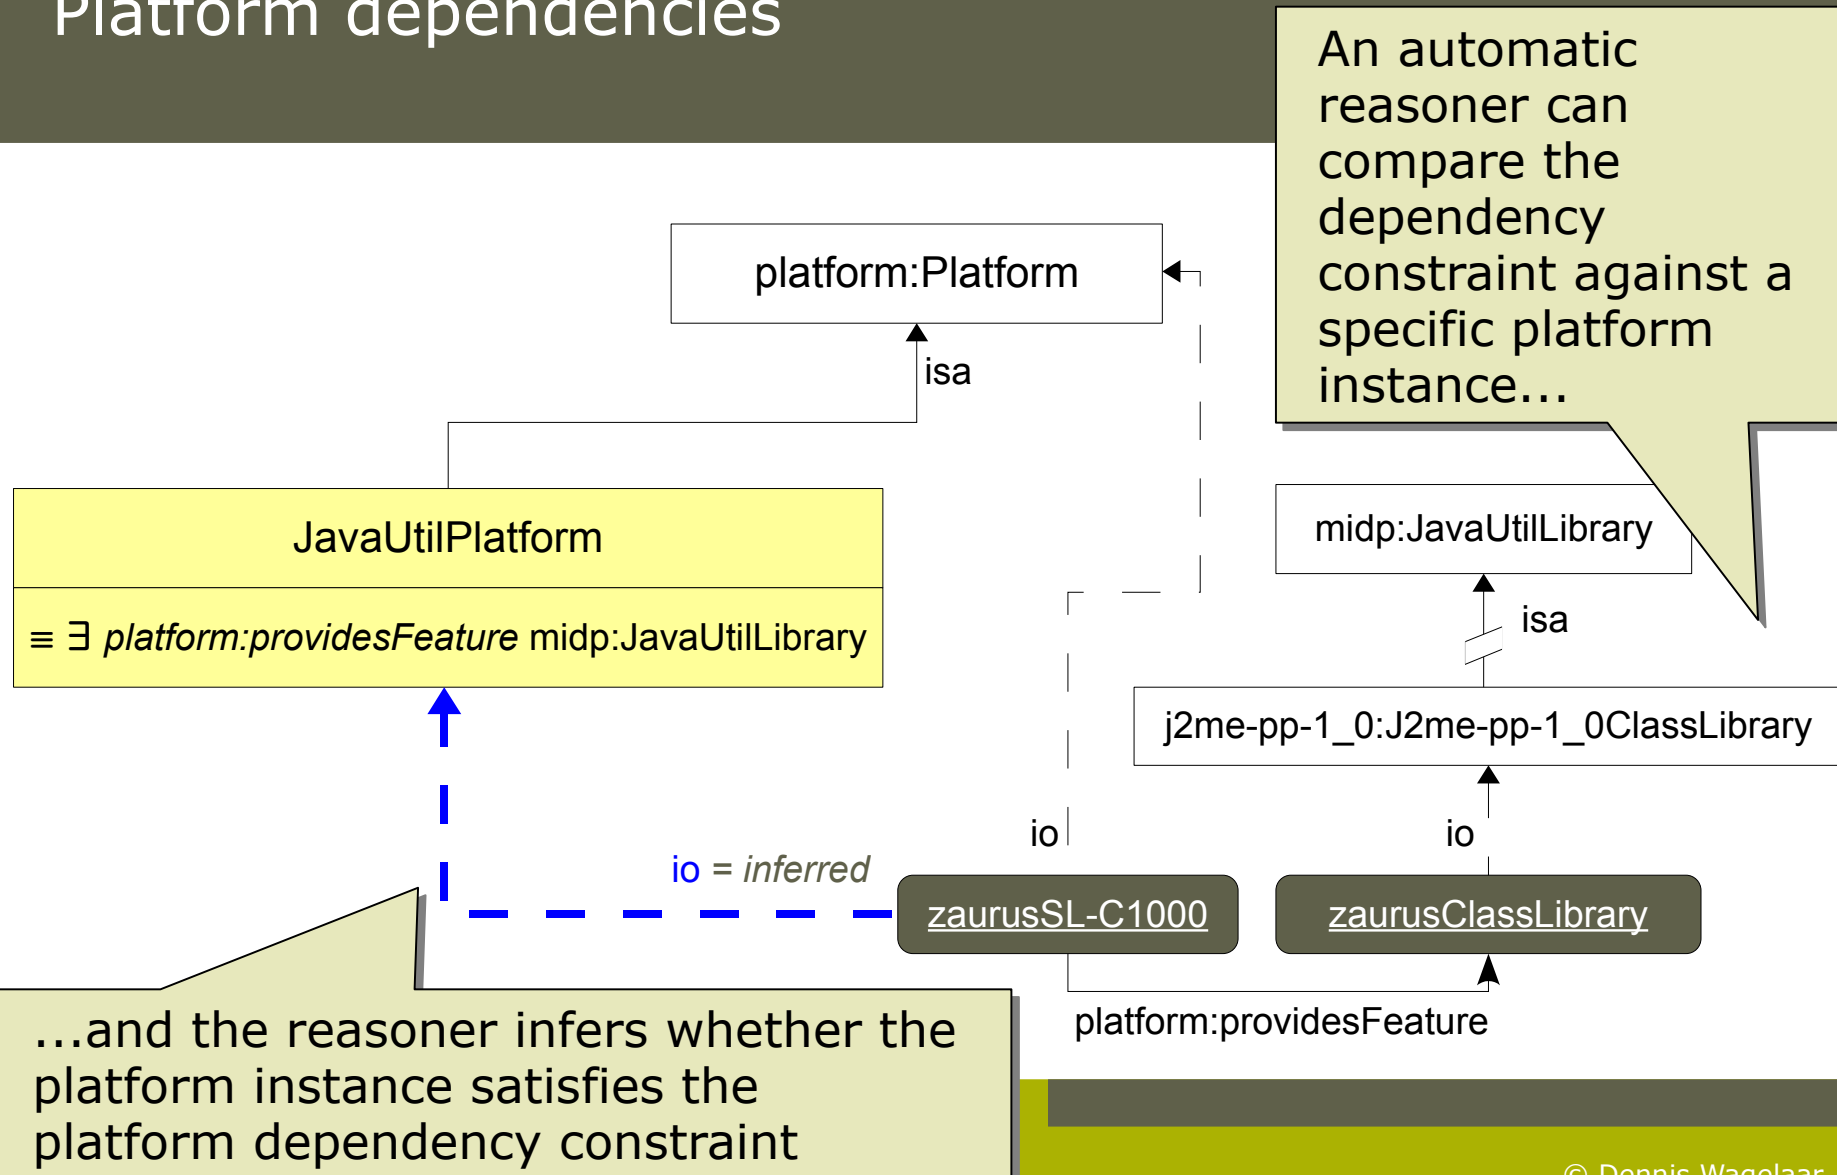 Platform dependencies
An automatic
reasoner can
compare the
dependency
constraint against a
specific platform
instance...
platform:Platform
isa
JavaUtilPlatform
≡ ∃ platform:providesFeature midp:JavaUtilLibrary
midp:JavaUtilLibrary
isa
j2me-pp-1_0:J2me-pp-1_0ClassLibrary
io
io
io = inferred
zaurusSL-C1000
zaurusClassLibrary
platform:providesFeature
...and the reasoner infers whether the
platform instance satisfies the
platform dependency constraint
© Dennis Wagelaar